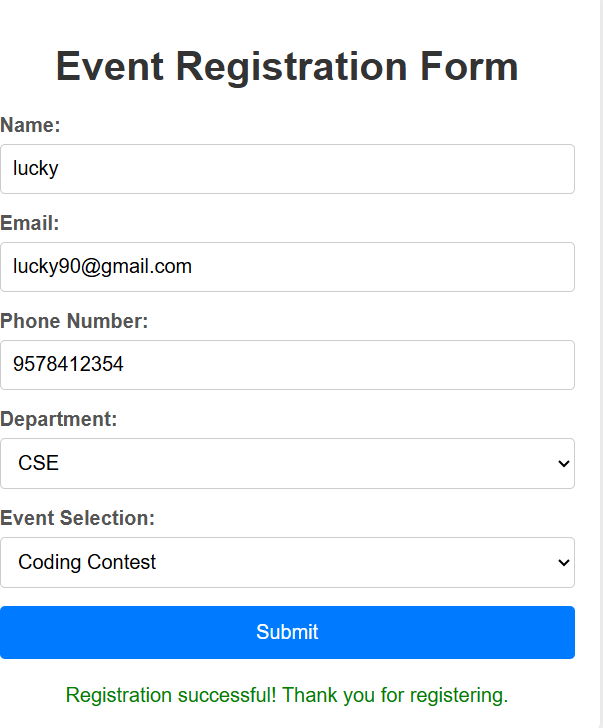 Event Registration Form
Name:
lucky
Email:
lucky90@gmail.com
Phone Number:
9578412354
Department:
CSE
Event Selection:
Coding Contest
Submit
Registration successful! Thank you for registering.